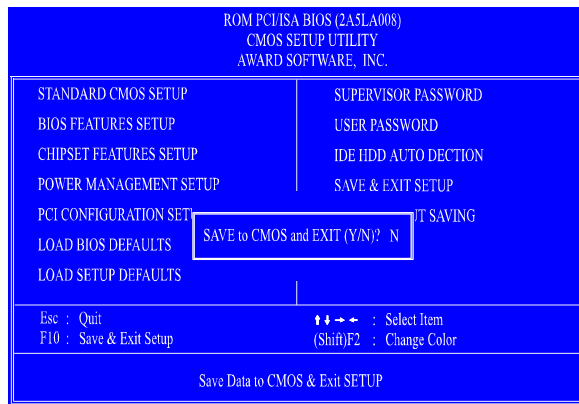 ROM PCI/ISA BIOS (2A5LA008)
CMOS SETUP UTILITY
AWARD SOFTWARE, INC.
STANDARD CMOS SETUP
BIOS FEATURES SETUP
CHIPSET FEATURES SETUP
POWER MANAGEMENT SETUP
PCI CONFIGURATION
LOAD BIOS DEFAULTS
LOAD SETUP DEFAULTS
SUPERVISOR PASSWORD
USER PASSWORD
IDE HDD AUTO DECTION
SAVE & EXIT SETUP
SAVING
SAVE to CMOS and EXIT (Y/N)? N
Esc : Quit
F10 : Save & Exit Setup
↑ ↓ → ← : Select Item
(Shift)F2 : Change Color
Save Data to CMOS & Exit SETUP